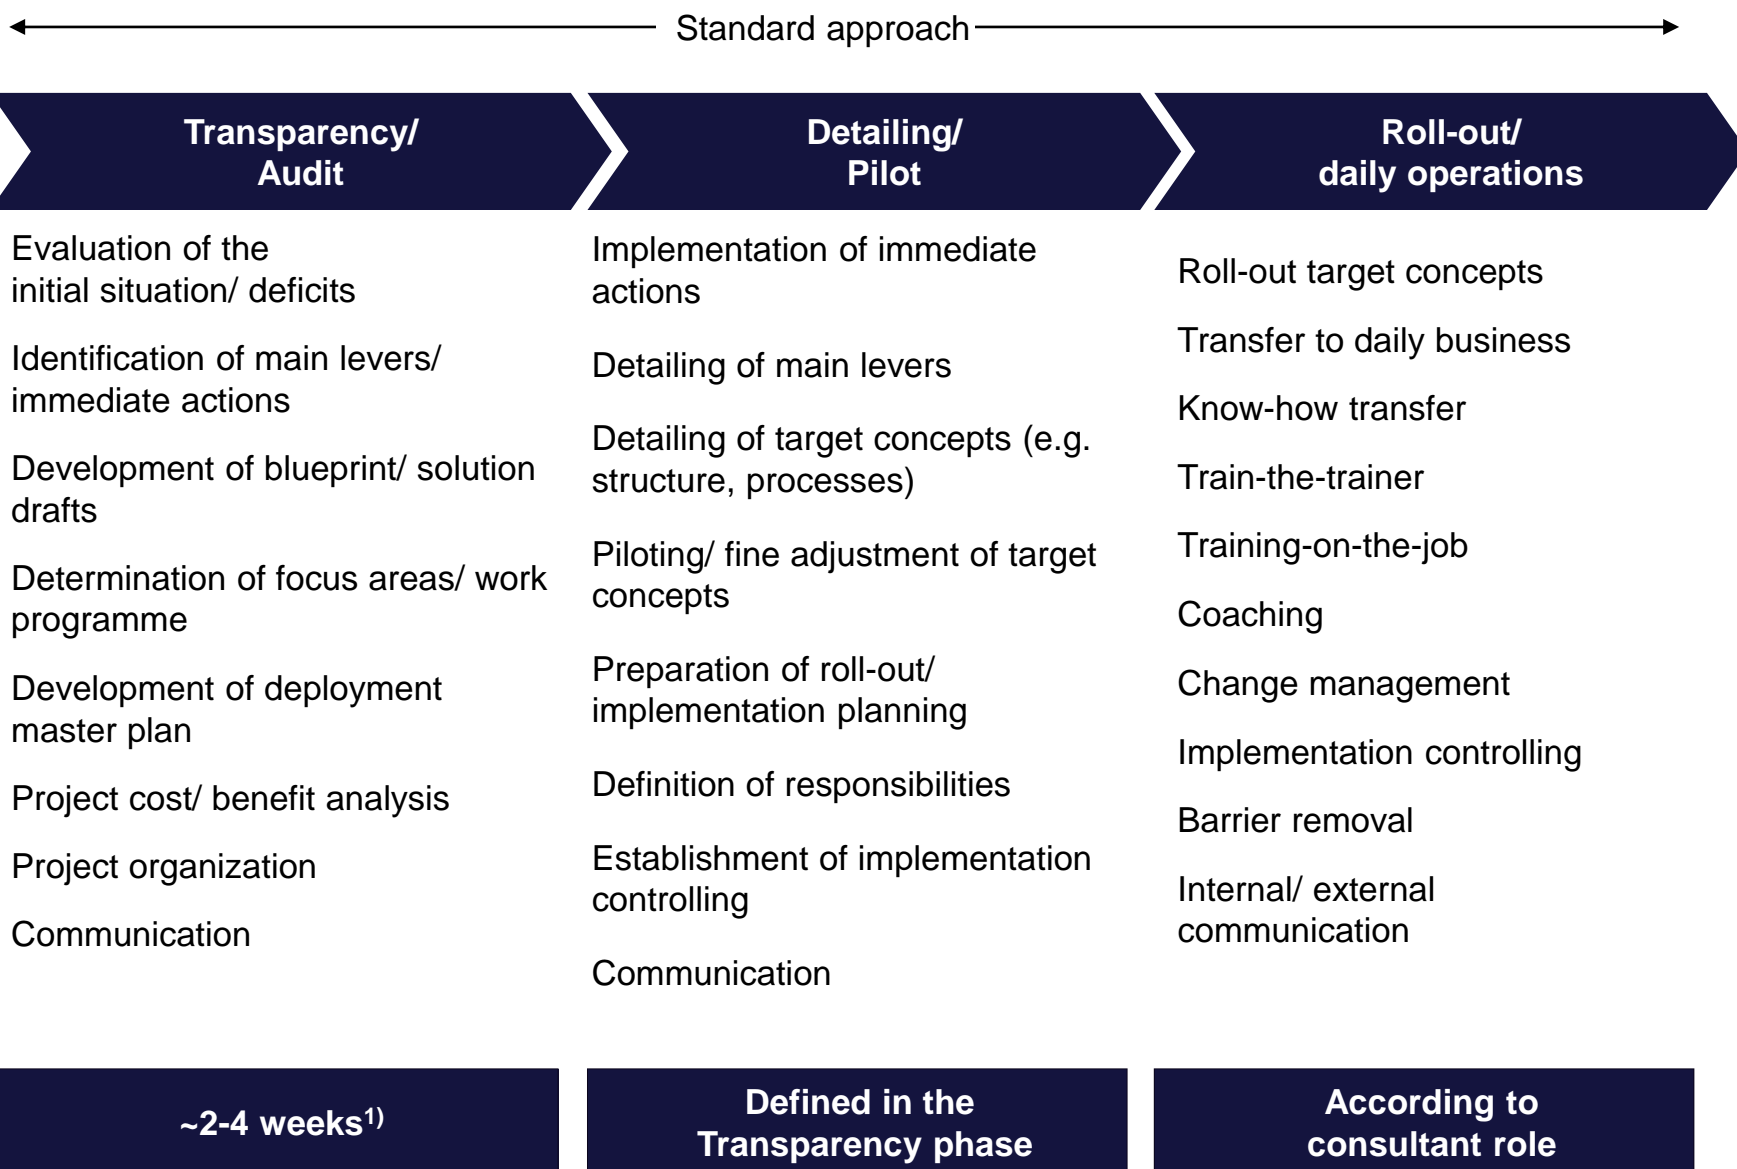 Standard approach
Transparency/
Audit
Evaluation of the
initial situation/ deficits
Identification of main levers/
immediate actions
Development of blueprint/ solution
drafts
Determination of focus areas/ work
programme
Development of deployment
master plan
Project cost/ benefit analysis
Project organization
Communication
~2-4 weeks¹⁾
Detailing/
Pilot
Implementation of immediate
actions
Detailing of main levers
Detailing of target concepts (e.g.
structure, processes)
Piloting/ fine adjustment of target
concepts
Preparation of roll-out/
implementation planning
Definition of responsibilities
Establishment of implementation
controlling
Communication
Defined in the
Transparency phase
Roll-out/
daily operations
Roll-out target concepts
Transfer to daily business
Know-how transfer
Train-the-trainer
Training-on-the-job
Coaching
Change management
Implementation controlling
Barrier removal
Internal/ external
communication
According to
consultant role